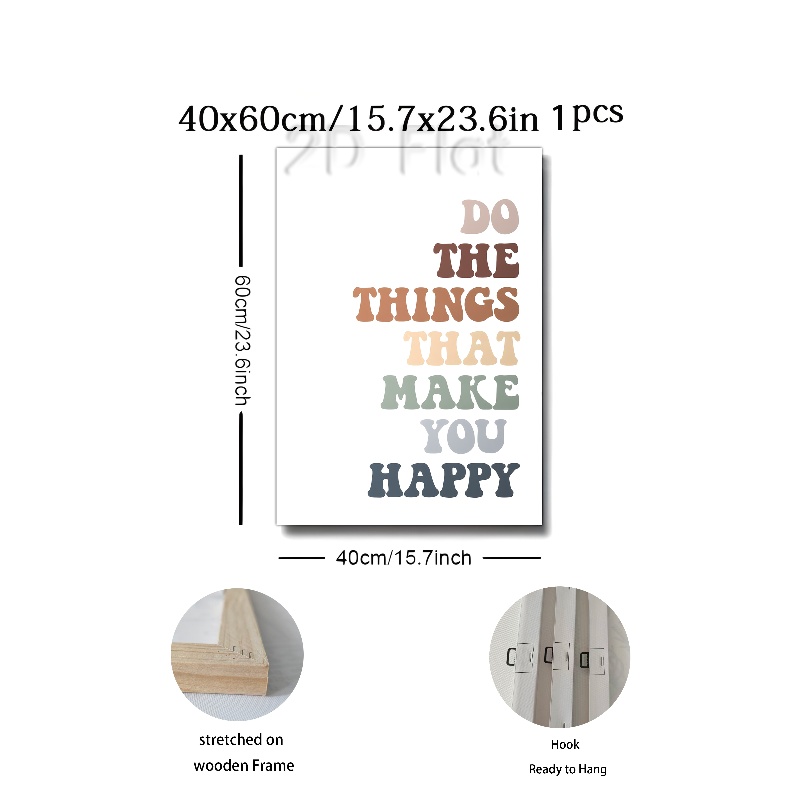 40x60cm/15.7x23.6in 1pcs
2D Flat
60cm/23.6inch
DO
THE
THINGS
THAT
MAKE
YOU
HAPPY
40cm/15.7inch
stretched on
wooden Frame
Hook
Ready to Hang